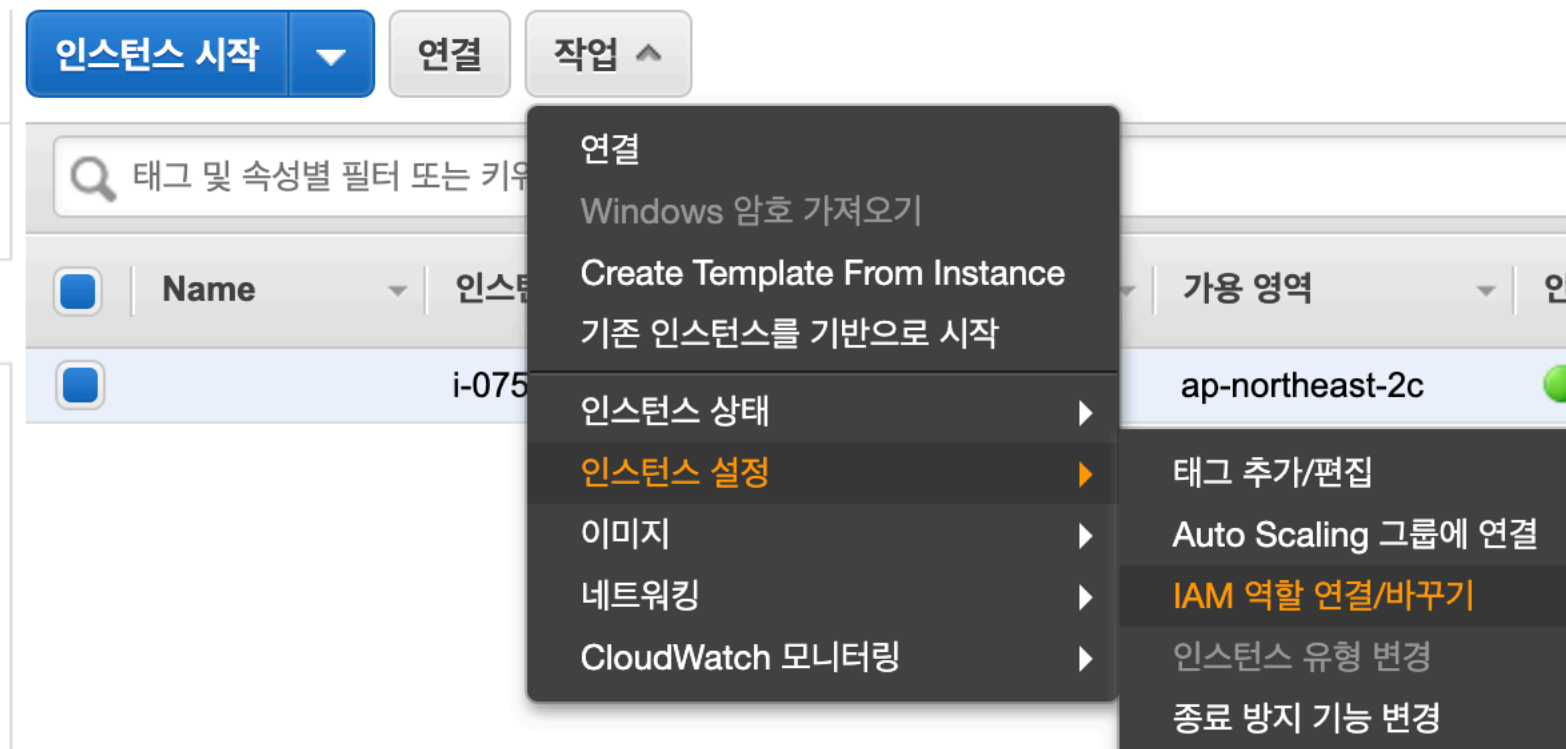 인스턴스 시작
연결
작업
태그 및 속성별 필터 또는 키워
Name
가용 영역
i-075
ap-northeast-2c
연결
Windows 암호 가져오기
Create Template From Instance
기존 인스턴스를 기반으로 시작
인스턴스 상태
인스턴스 설정
이미지
네트워킹
CloudWatch 모니터링
태그 추가/편집
Auto Scaling 그룹에 연결
IAM 역할 연결/바꾸기
인스턴스 유형 변경
종료 방지 기능 변경